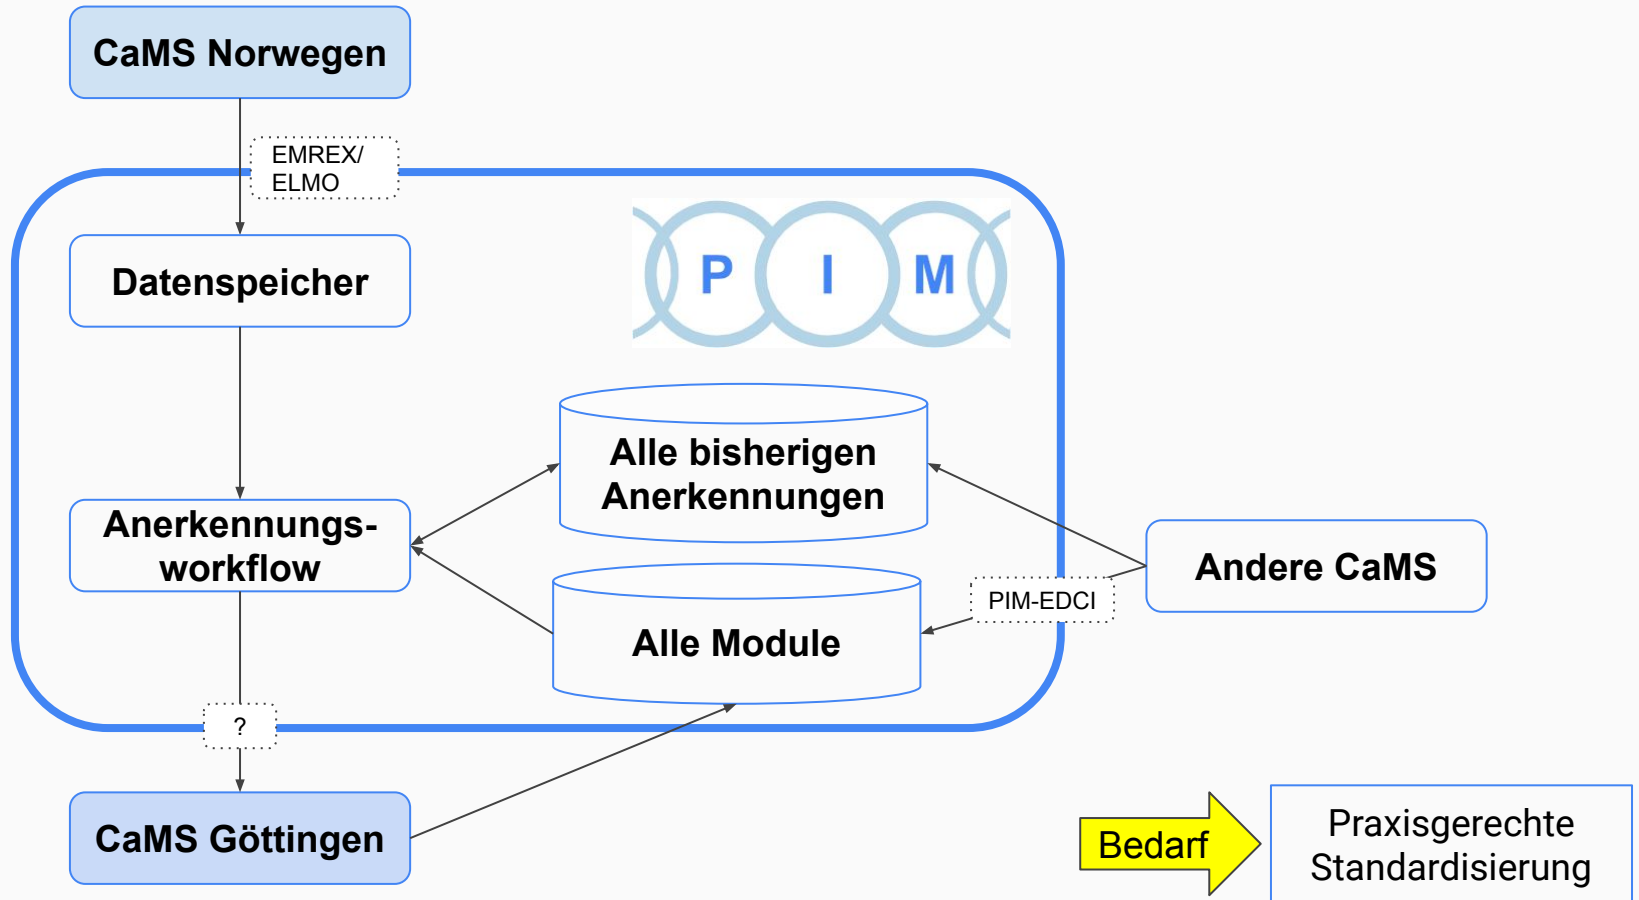 CaMS Norwegen
EMREX/
ELMO
P I M
Datenspeicher
Alle bisherigen
Anerkennungen
Anerkennungs-
workflow
Andere CaMS
PIM-EDCI
Alle Module
?
CaMS Göttingen
Bedarf
Praxisgerechte
Standardisierung